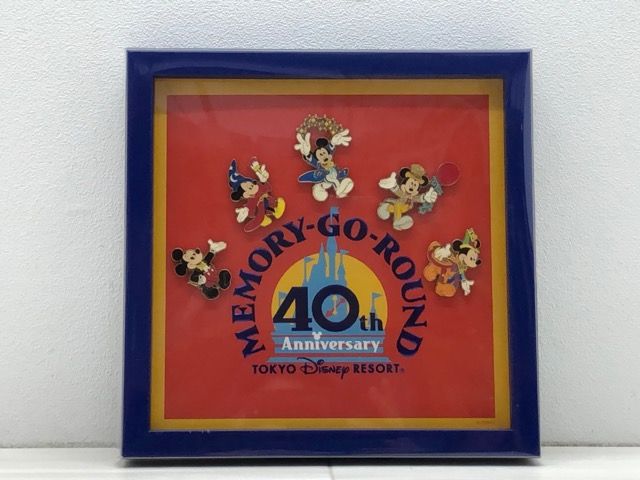 MEMORY-GO-ROUND
40th
Anniversary
TOKYO Disney RESORT®